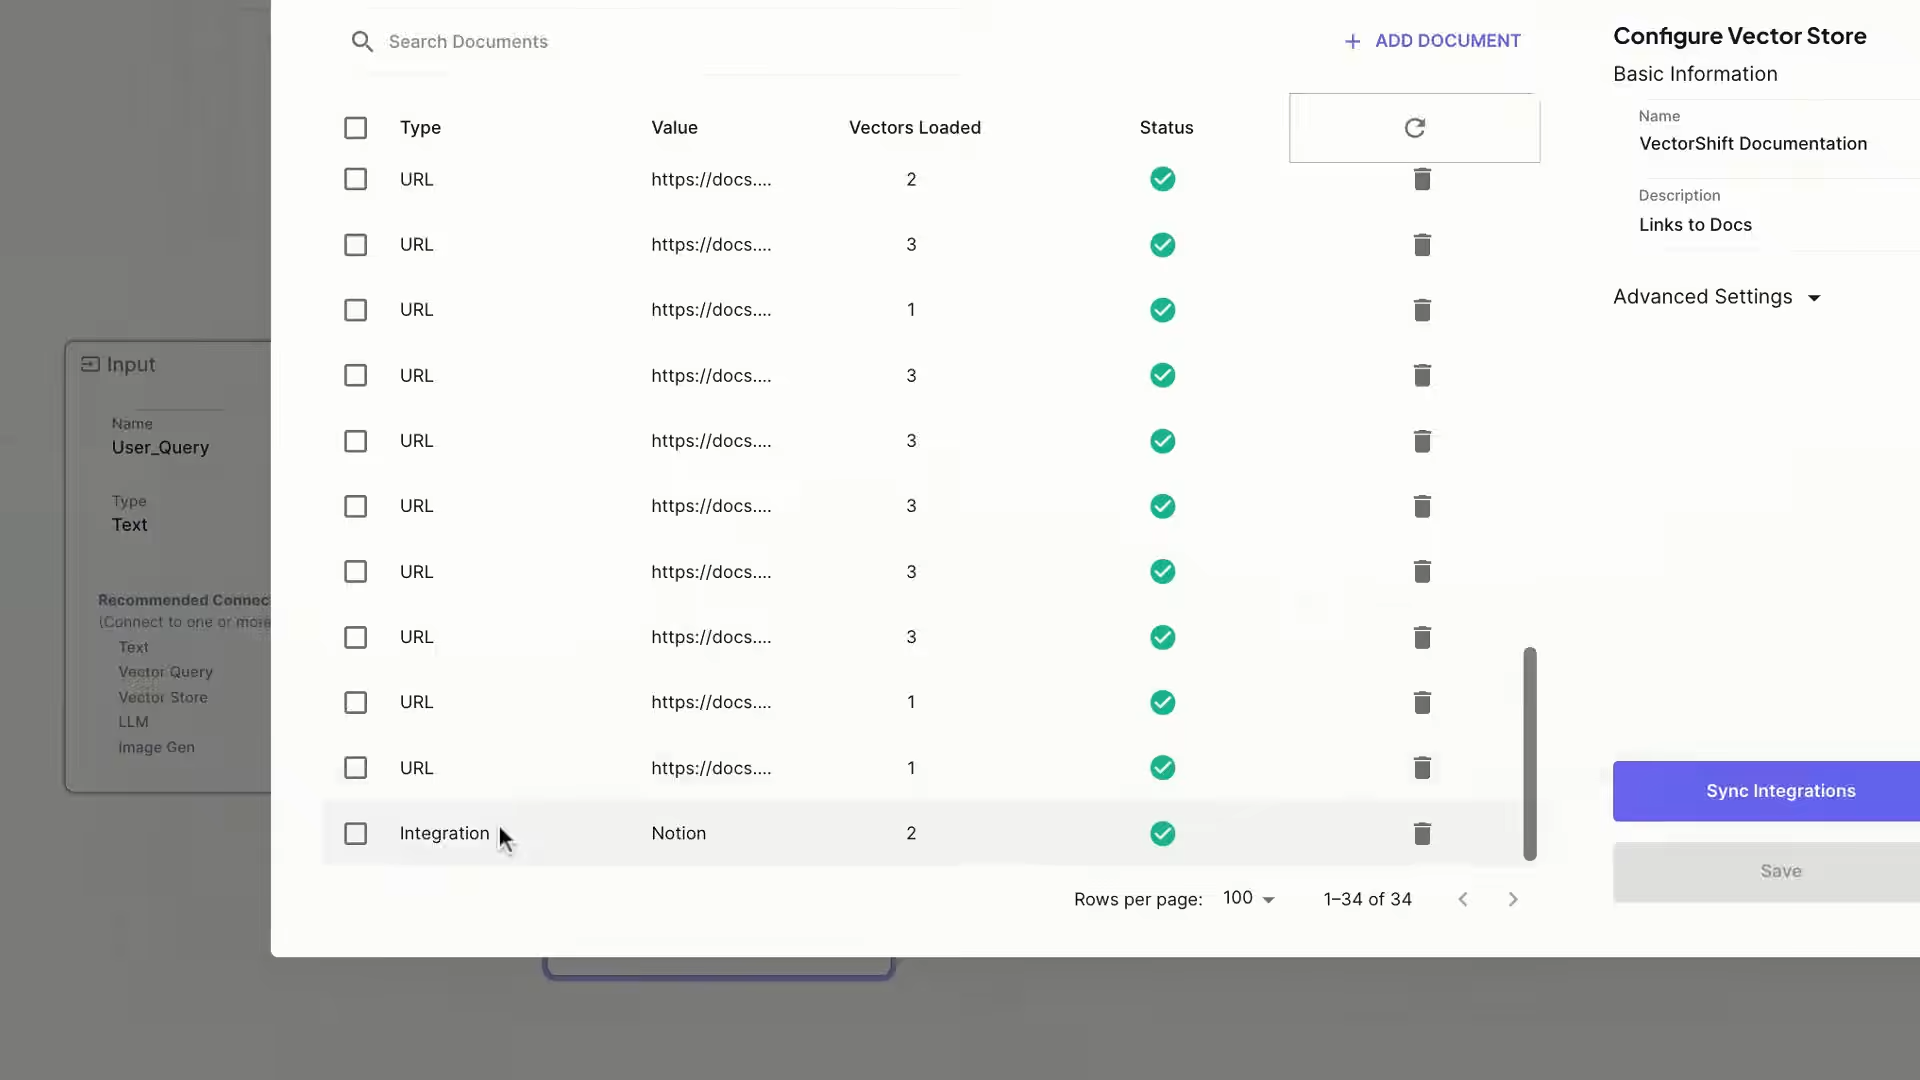 Search Documents
+ ADD DOCUMENT
Type Value Vectors Loaded Status
URL https://docs.... 2
URL https://docs.... 3
URL https://docs.... 1
URL https://docs.... 3
URL https://docs.... 3
URL https://docs.... 3
URL https://docs.... 3
URL https://docs.... 3
URL https://docs.... 1
URL https://docs.... 1
Integration Notion 2
Rows per page: 100 1–34 of 34
Configure Vector Store
Basic Information
Name
VectorShift Documentation
Description
Links to Docs
Advanced Settings
Sync Integrations
Save
Input
Name
User_Query
Type
Text
Recommended Connec
(Connect to one or more
Text
Vector Query
Vector Store
LLM
Image Gen